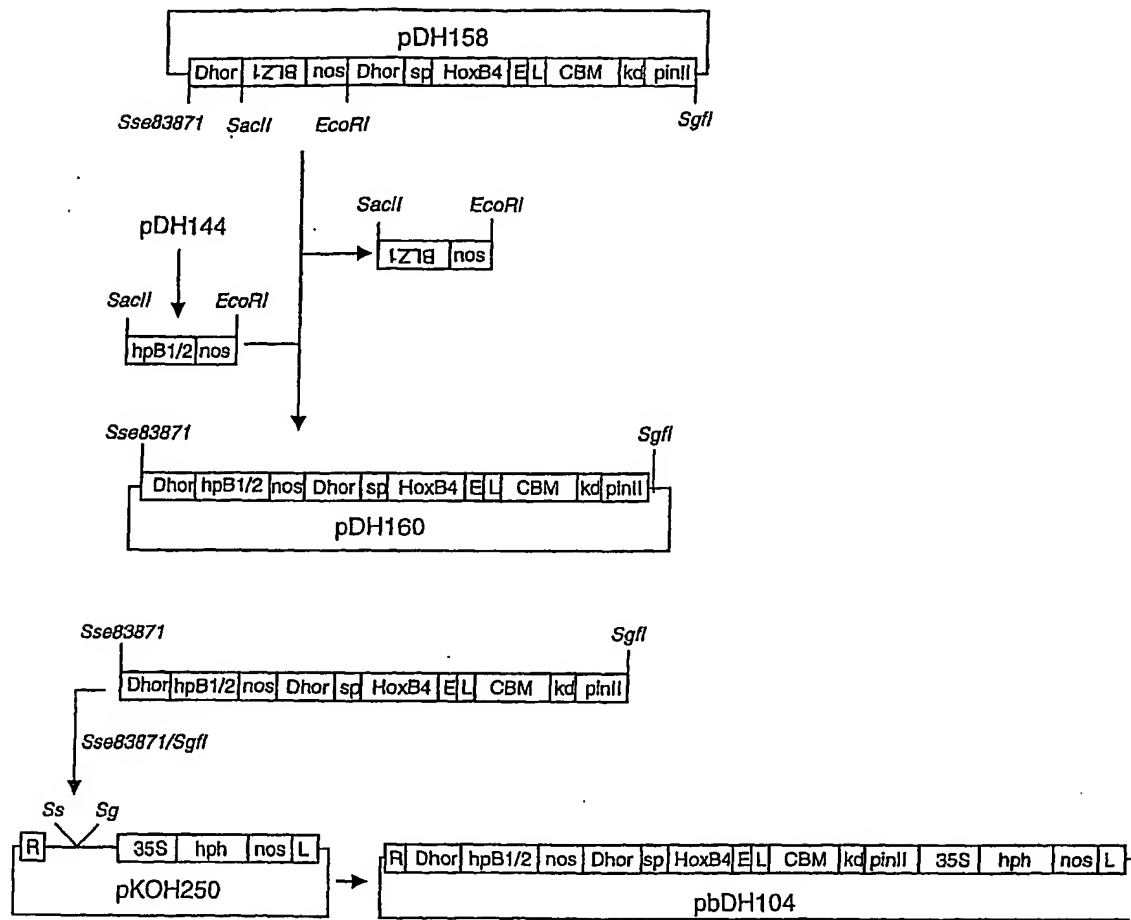 pDH158
Dhor BLZ1 nos Dhor sp HoxB4 E L CBM kd pinII
Sse83871 SacII EcoRI SgfI
SacII EcoRI
pDH144
BLZ1 nos
SacII EcoRI
hpB1/2 nos
Sse83871 SgfI
Dhor hpB1/2 nos Dhor sp HoxB4 E L CBM kd pinII
pDH160
Sse83871 SgfI
Dhor hpB1/2 nos Dhor sp HoxB4 E L CBM kd pinII
Sse83871/SgfI
Ss Sg
R 35S hph nos L
pKOH250
R Dhor hpB1/2 nos Dhor sp HoxB4 E L CBM kd pinII 35S hph nos L
pbDH104